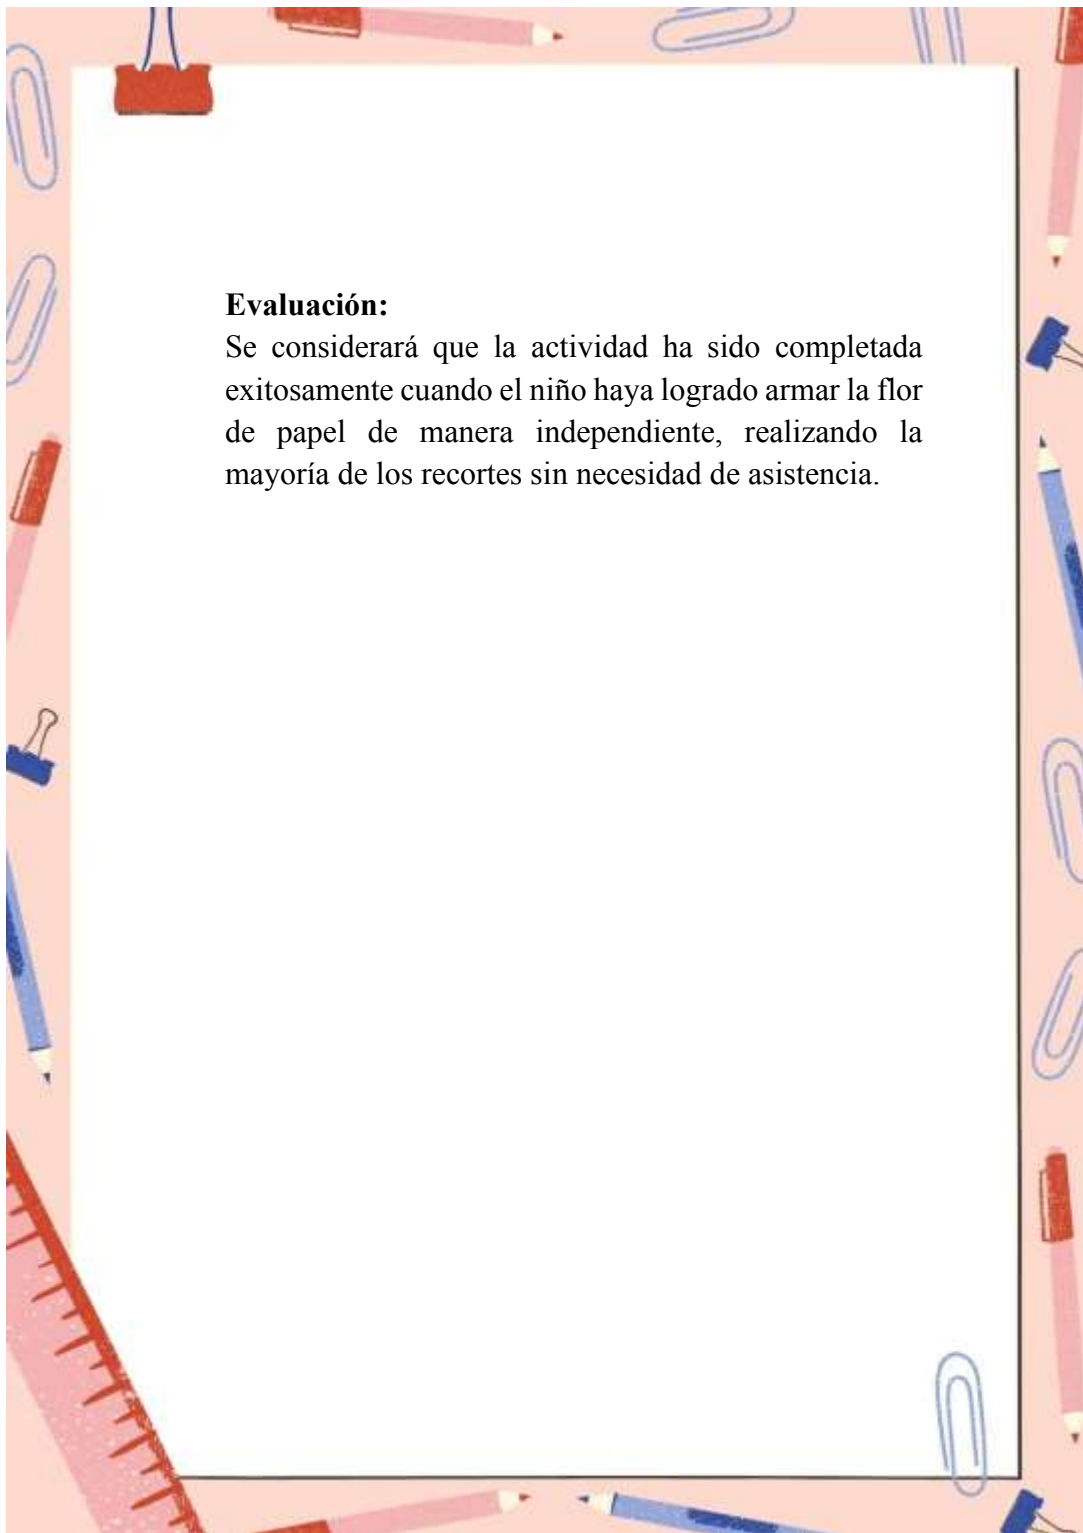 Evaluación:
Se considerará que la actividad ha sido completada
exitosamente cuando el niño haya logrado armar la flor
de papel de manera independiente, realizando la
mayoría de los recortes sin necesidad de asistencia.